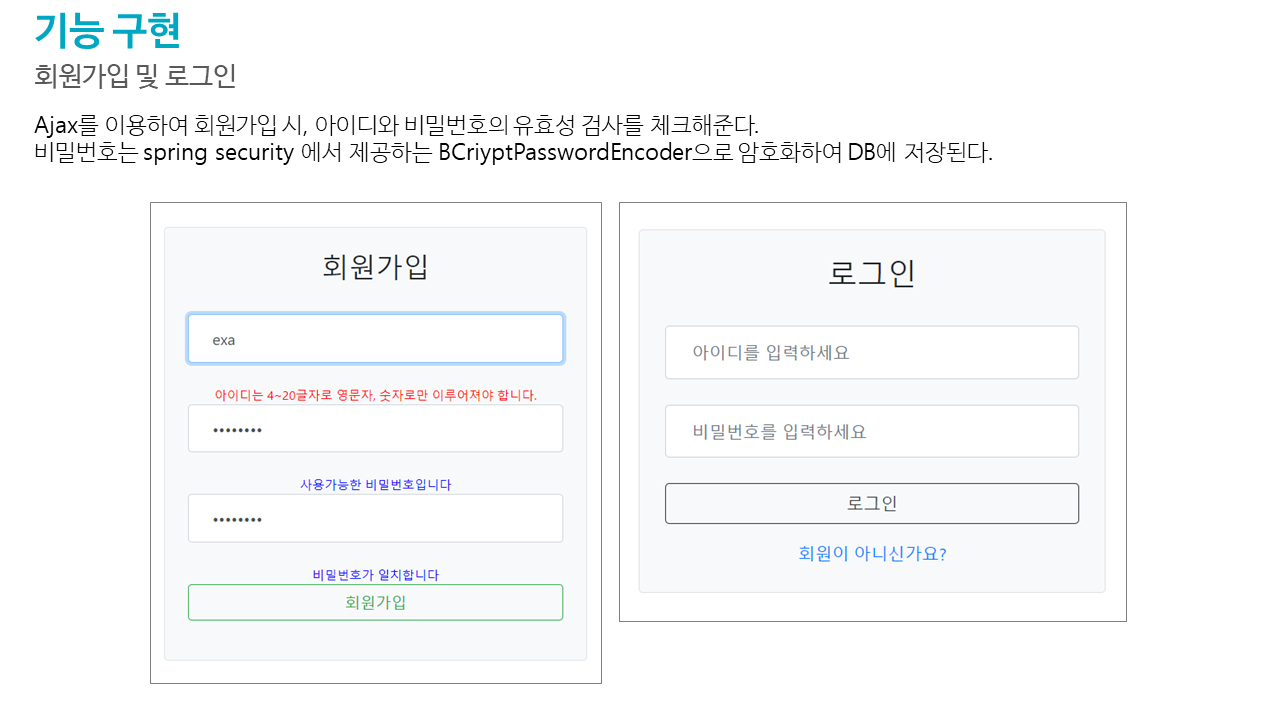 기능 구현
회원가입 및 로그인
Ajax를 이용하여 회원가입 시, 아이디와 비밀번호의 유효성 검사를 체크해준다.
비밀번호는 spring security 에서 제공하는 BCriyptPasswordEncoder으로 암호화하여 DB에 저장된다.
회원가입
exa
아이디는 4~20글자로 영문자, 숫자로만 이루어져야 합니다.
••••••••
사용가능한 비밀번호입니다
••••••••
비밀번호가 일치합니다
회원가입
로그인
아이디를 입력하세요
비밀번호를 입력하세요
로그인
회원이 아니신가요?